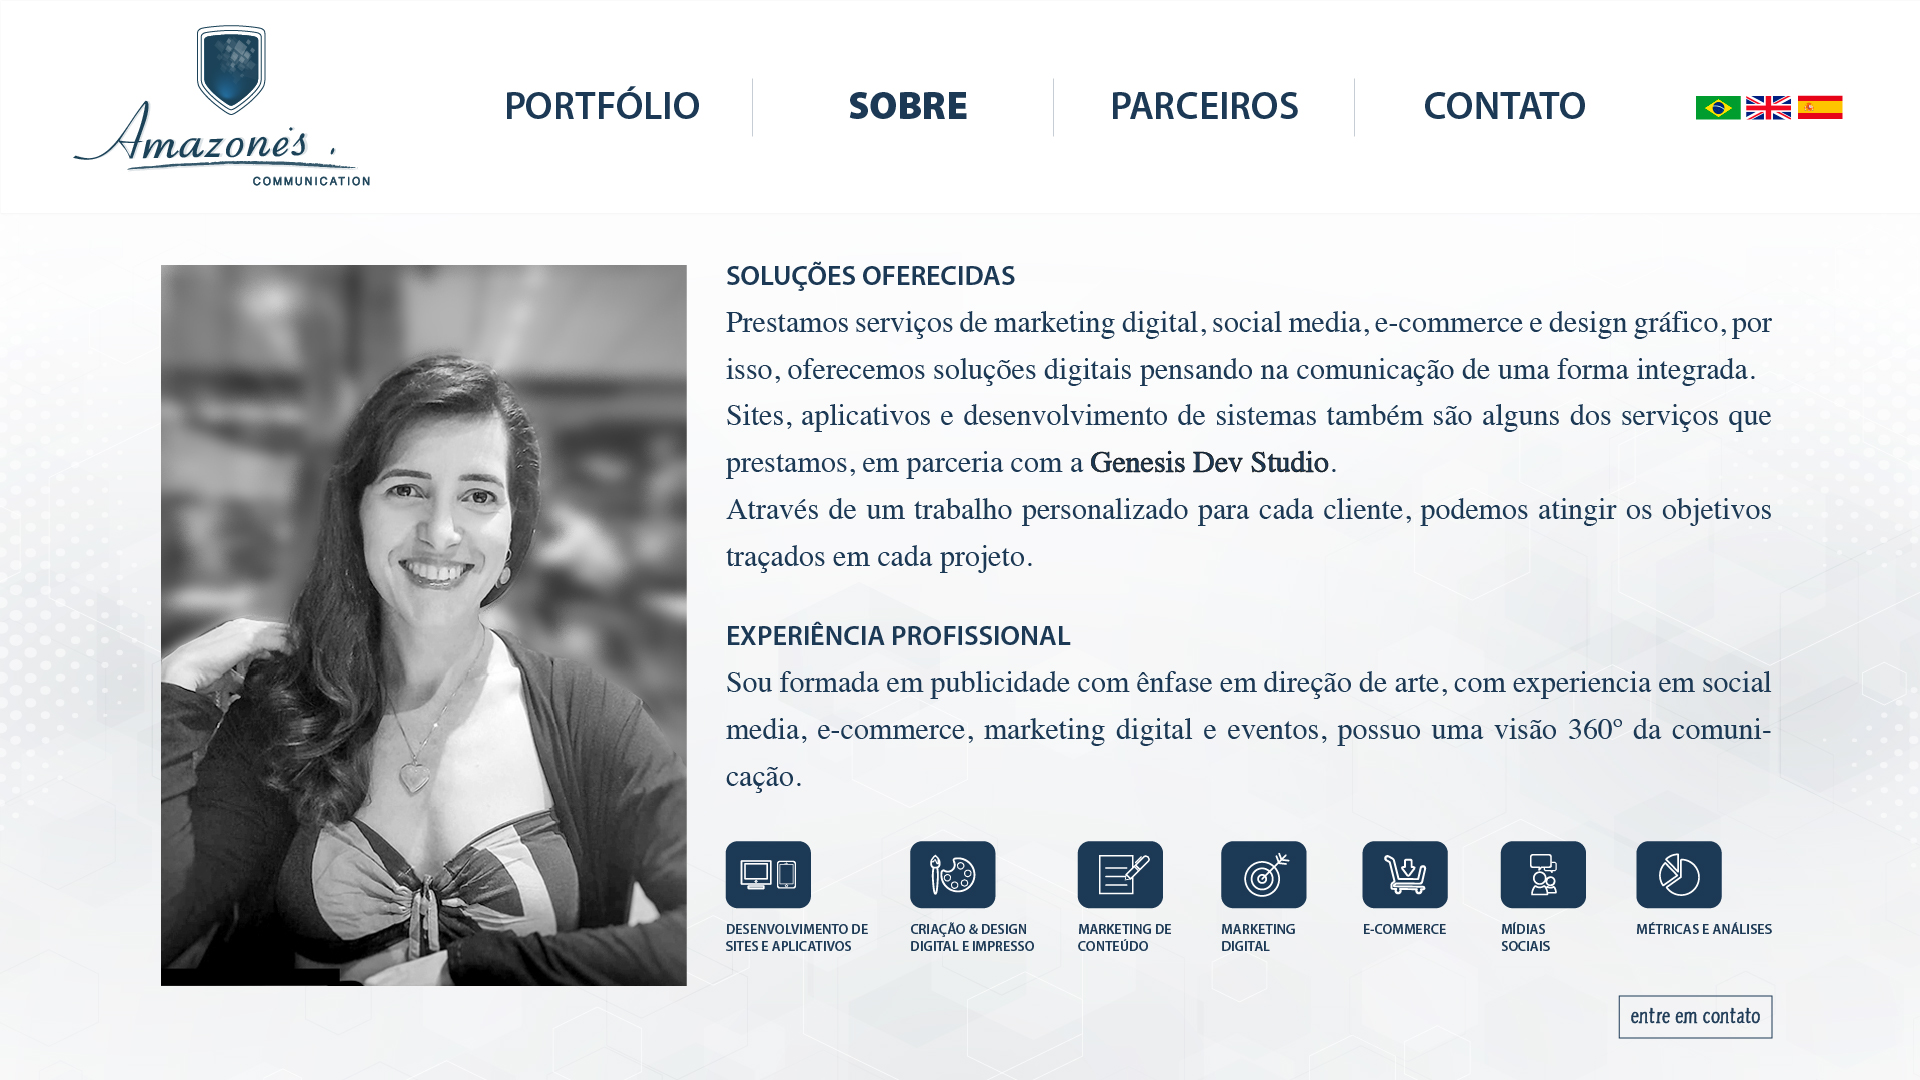 Amazone's
COMMUNICATION
PORTFÓLIO
SOBRE
PARCEIROS
CONTATO
SOLUÇÕES OFERECIDAS
Prestamos serviços de marketing digital, social media, e-commerce e design gráfico, por
isso, oferecemos soluções digitais pensando na comunicação de uma forma integrada.
Sites, aplicativos e desenvolvimento de sistemas também são alguns dos serviços que
prestamos, em parceria com a Genesis Dev Studio.
Através de um trabalho personalizado para cada cliente, podemos atingir os objetivos
traçados em cada projeto.
EXPERIÊNCIA PROFISSIONAL
Sou formada em publicidade com ênfase em direção de arte, com experiencia em social
media, e-commerce, marketing digital e eventos, possuo uma visão 360º da comuni-
cação.
DESENVOLVIMENTO DE
SITES E APLICATIVOS
CRIAÇÃO & DESIGN
DIGITAL E IMPRESSO
MARKETING DE
CONTEÚDO
MARKETING
DIGITAL
E-COMMERCE
MÍDIAS
SOCIAIS
MÉTRICAS E ANÁLISES
entre em contato